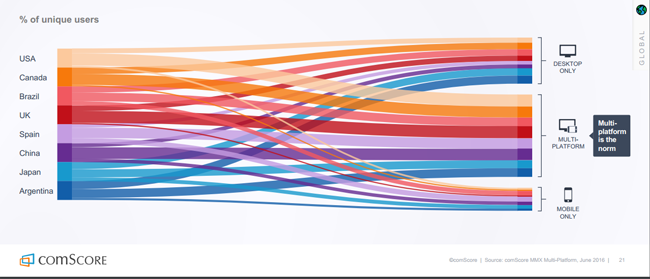 % of unique users
GLOBAL
USA
Canada
Brazil
UK
Spain
China
Japan
Argentina
DESKTOP
ONLY
MULTI-
PLATFORM
Multi-
platform
is the
norm
MOBILE
ONLY
comScore
©comScore | Source: comScore MMX Multi-Platform, June 2016 | 21